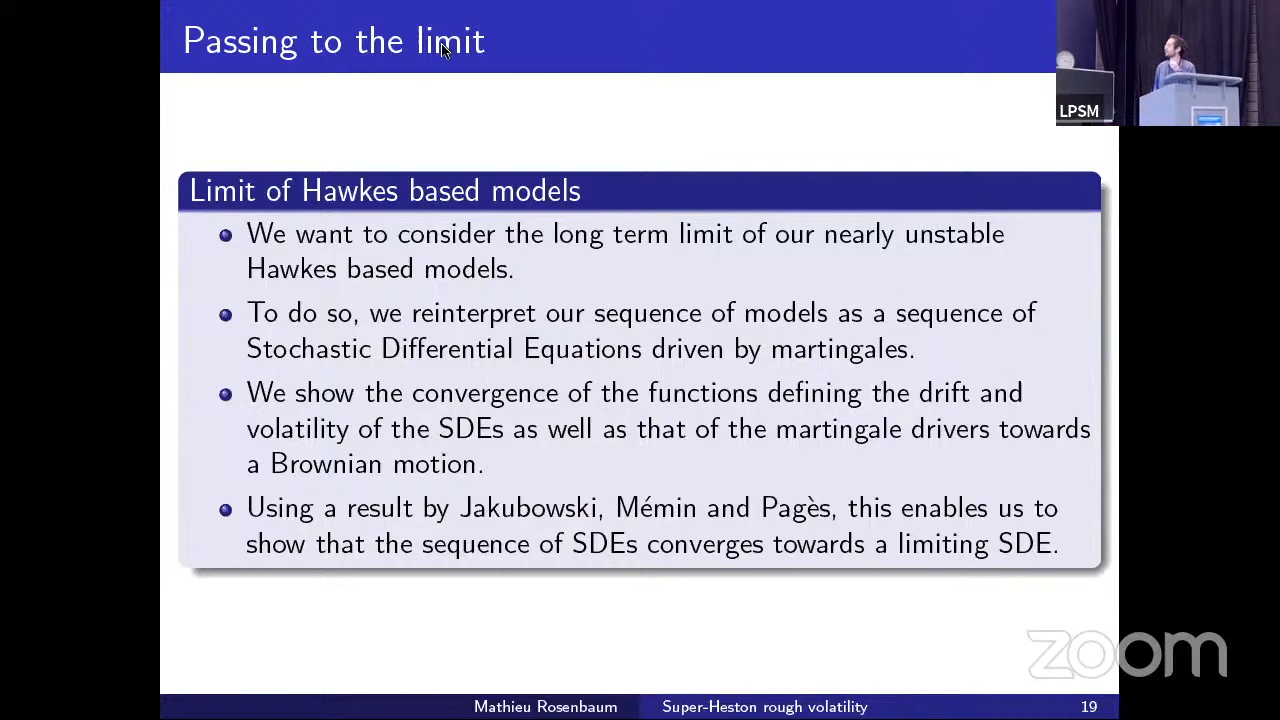 Passing to the limit
LPSM
Limit of Hawkes based models
We want to consider the long term limit of our nearly unstable
Hawkes based models.
To do so, we reinterpret our sequence of models as a sequence of
Stochastic Differential Equations driven by martingales.
We show the convergence of the functions defining the drift and
volatility of the SDEs as well as that of the martingale drivers towards
a Brownian motion.
Using a result by Jakubowski, Mémin and Pagès, this enables us to
show that the sequence of SDEs converges towards a limiting SDE.
zoom
Mathieu Rosenbaum Super-Heston rough volatility 19